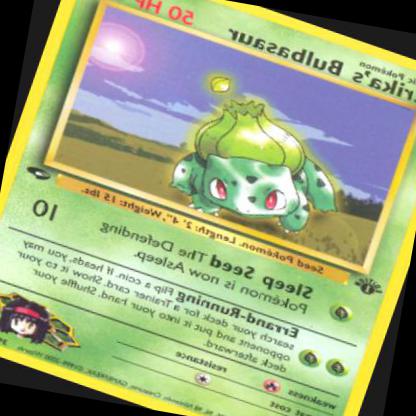 Basic Pokémon
Erika's Bulbasaur 50 HP
Seed Pokémon. Length: 2' 4", Weight: 15 lbs.
Sleep Seed The Defending
Pokémon is now Asleep.
10
Errand-Running Flip a coin. If heads, you may
search your deck for a Trainer card. Show it to your
opponent and put it into your hand. Shuffle your
deck afterward.
weakness
resistance